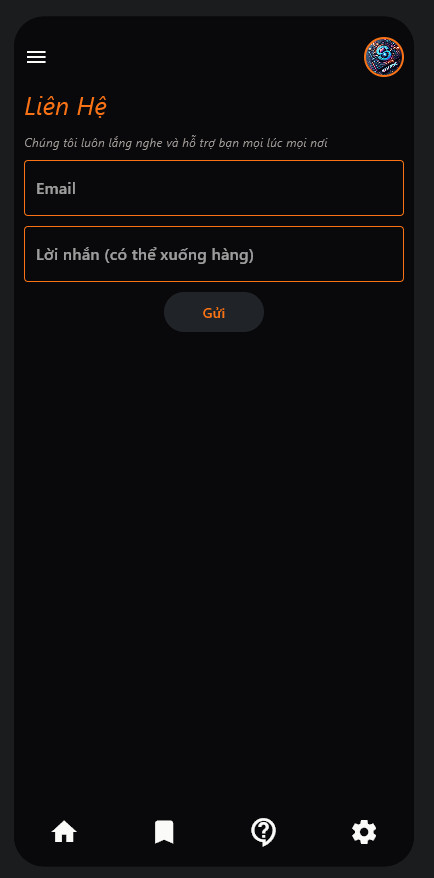 Liên Hệ
Chúng tôi luôn lắng nghe và hỗ trợ bạn mọi lúc mọi nơi
Email
Lời nhắn (có thể xuống hàng)
Gửi